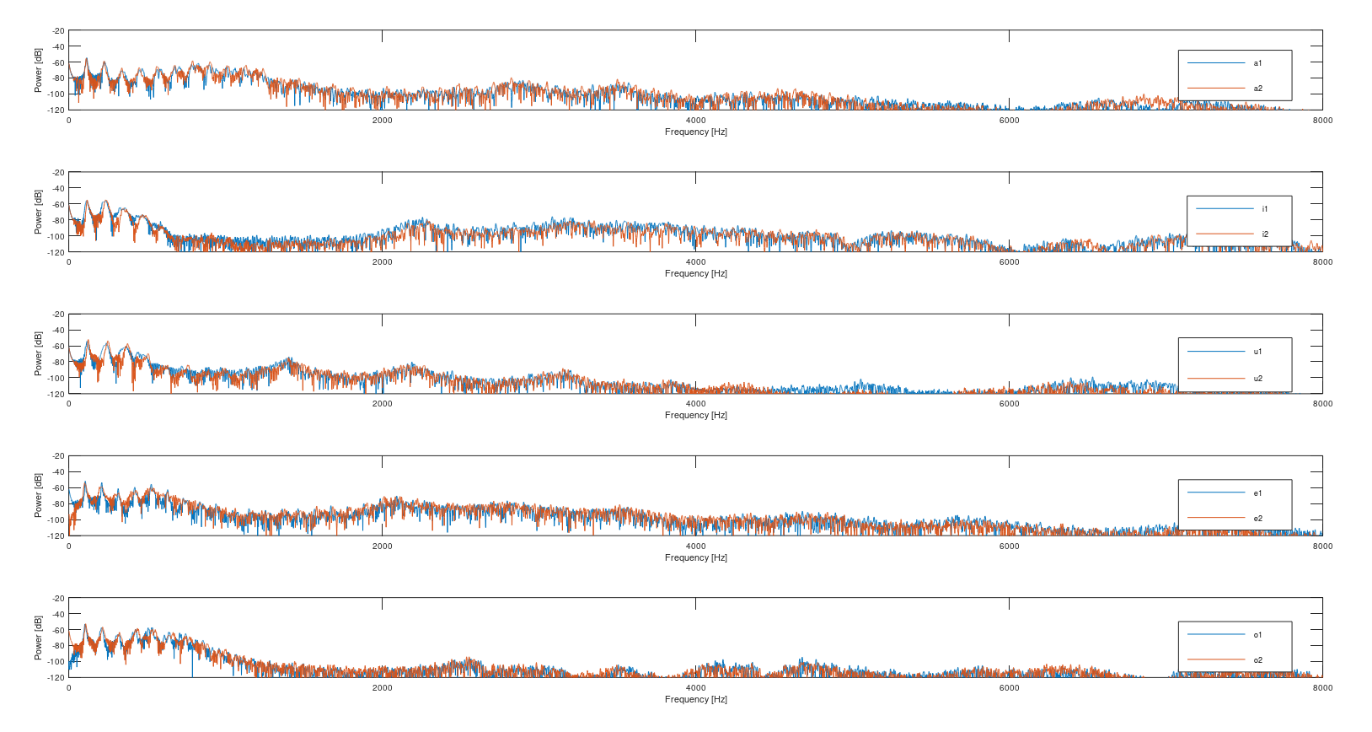 Power [dB]
-20
-40
-60
-80
-100
-120
0 2000 4000 6000 8000
Frequency [Hz]
a1
a2
Power [dB]
-20
-40
-60
-80
-100
-120
0 2000 4000 6000 8000
Frequency [Hz]
i1
i2
Power [dB]
-20
-40
-60
-80
-100
-120
0 2000 4000 6000 8000
Frequency [Hz]
u1
u2
Power [dB]
-20
-40
-60
-80
-100
-120
0 2000 4000 6000 8000
Frequency [Hz]
e1
e2
Power [dB]
-20
-40
-60
-80
-100
-120
0 2000 4000 6000 8000
Frequency [Hz]
o1
o2